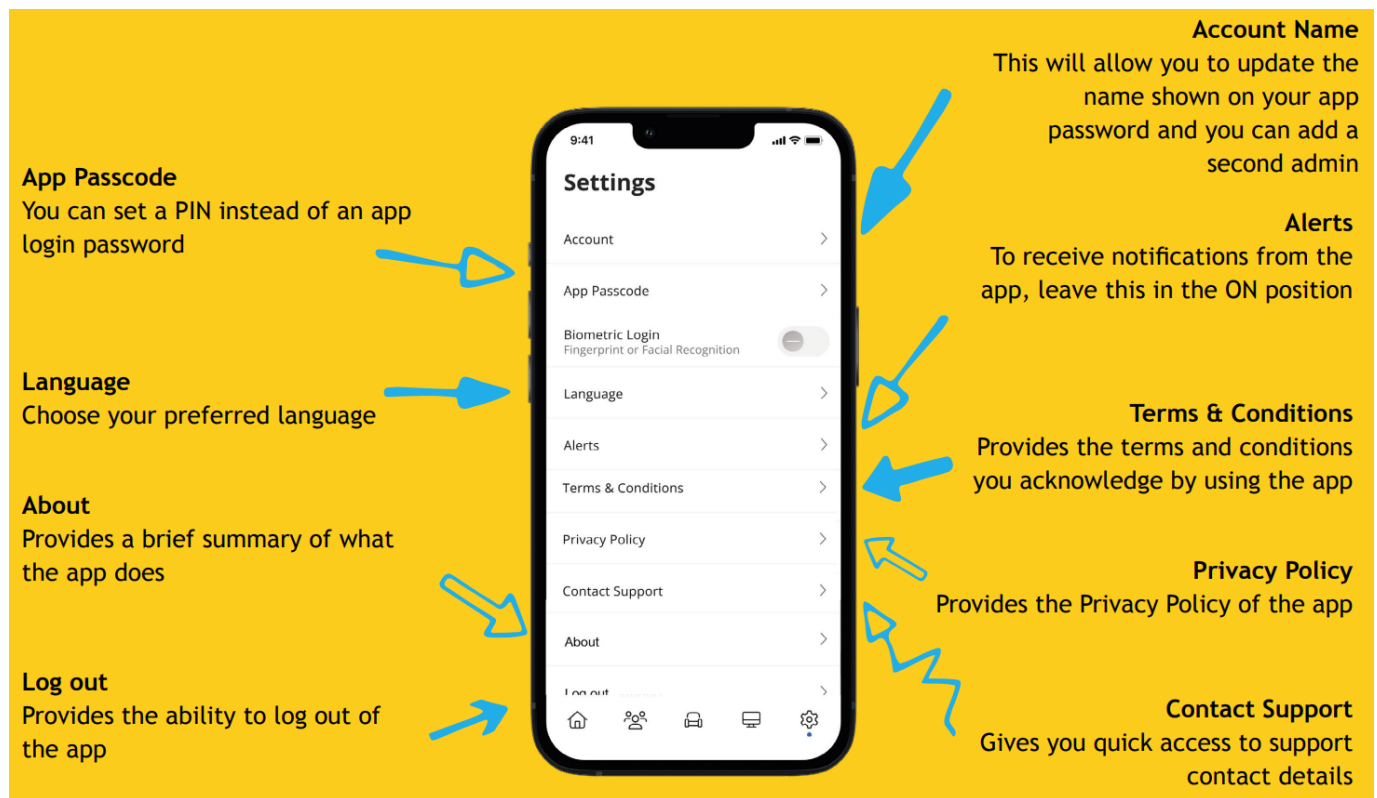 App Passcode
You can set a PIN instead of an app
login password
Language
Choose your preferred language
About
Provides a brief summary of what
the app does
Log out
Provides the ability to log out of
the app
9:41
Settings
Account
App Passcode
Biometric Login
Fingerprint or Facial Recognition
Language
Alerts
Terms & Conditions
Privacy Policy
Contact Support
About
Log out
Account Name
This will allow you to update the
name shown on your app
password and you can add a
second admin
Alerts
To receive notifications from the
app, leave this in the ON position
Terms & Conditions
Provides the terms and conditions
you acknowledge by using the app
Privacy Policy
Provides the Privacy Policy of the app
Contact Support
Gives you quick access to support
contact details